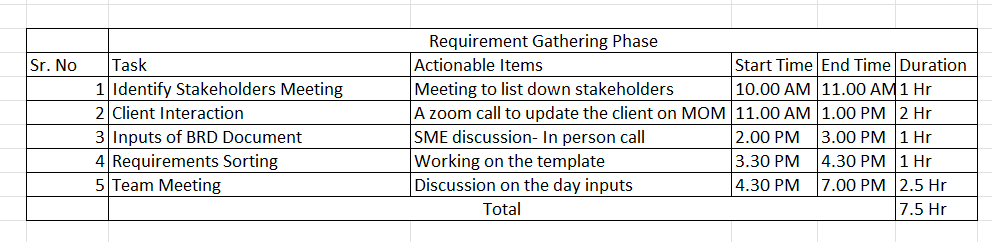 Requirement Gathering Phase
Sr. No Task Actionable Items Start Time End Time Duration
1 Identify Stakeholders Meeting Meeting to list down stakeholders 10.00 AM 11.00 AM 1 Hr
2 Client Interaction A zoom call to update the client on MOM 11.00 AM 1.00 PM 2 Hr
3 Inputs of BRD Document SME discussion- In person call 2.00 PM 3.00 PM 1 Hr
4 Requirements Sorting Working on the template 3.30 PM 4.30 PM 1 Hr
5 Team Meeting Discussion on the day inputs 4.30 PM 7.00 PM 2.5 Hr
Total 7.5 Hr